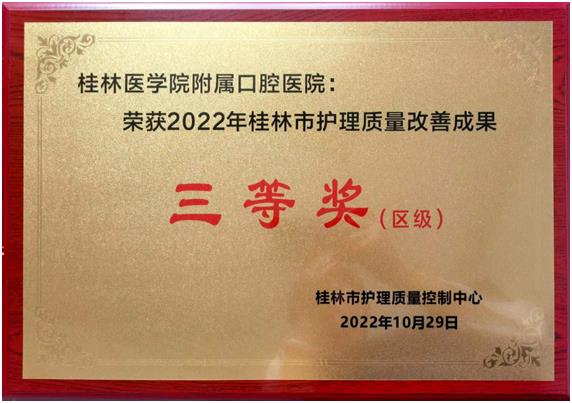 桂林医学院附属口腔医院：
荣获2022年桂林市护理质量改善成果
三等奖（区级）
桂林市护理质量控制中心
2022年10月29日